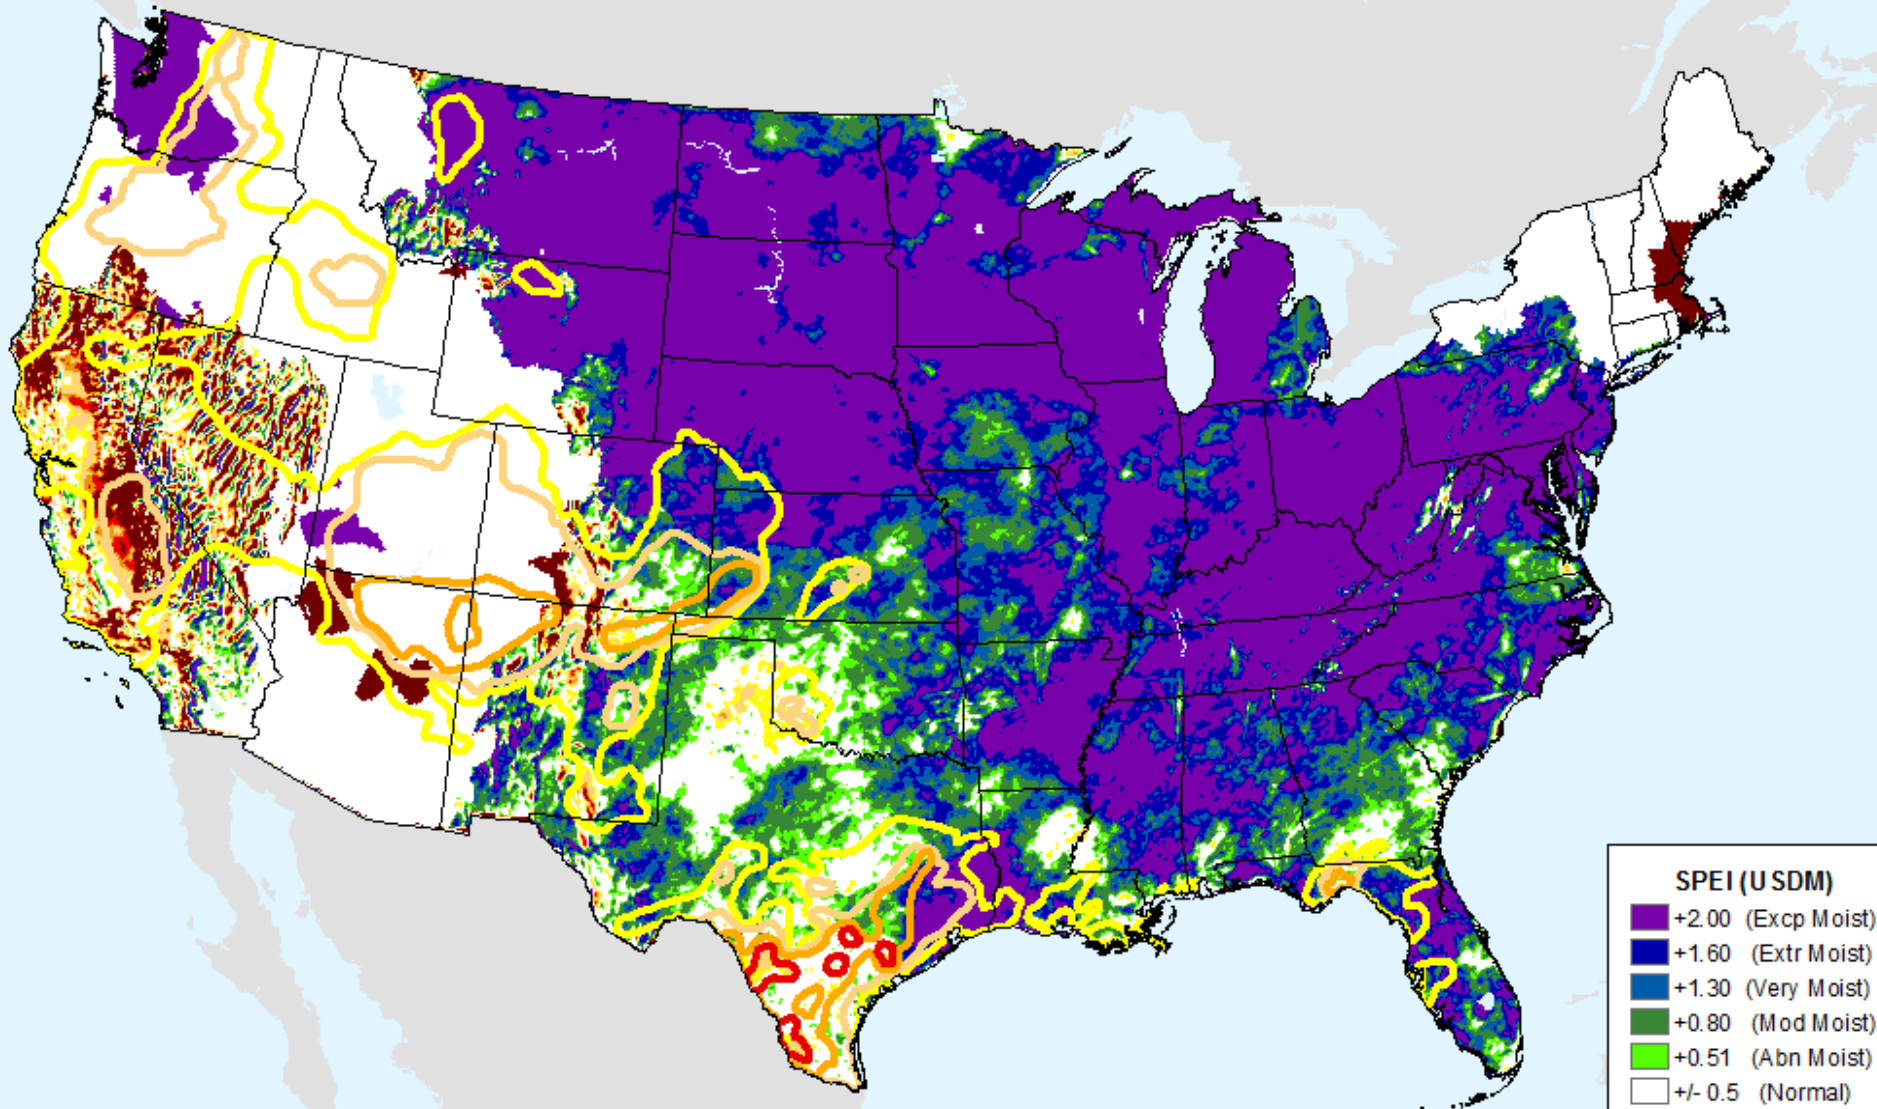 SPEI (USDM)
+2.00 (Excp Moist)
+1.60 (Extr Moist)
+1.30 (Very Moist)
+0.80 (Mod Moist)
+0.51 (Abn Moist)
+/- 0.5 (Normal)